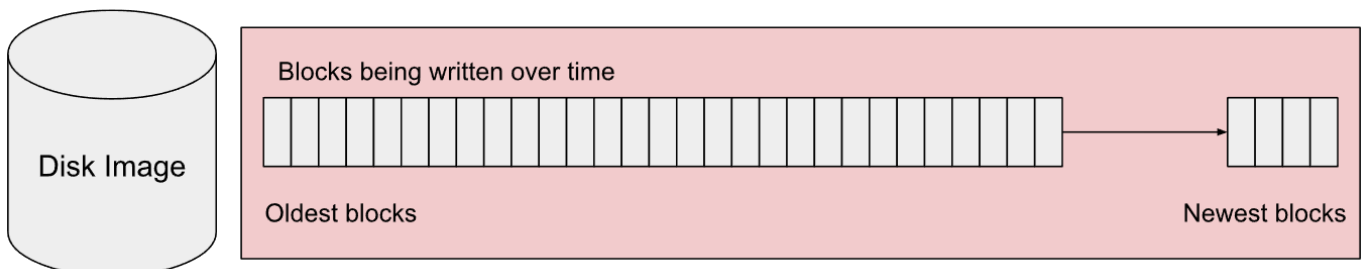 Blocks being written over time
Disk Image
Oldest blocks
Newest blocks